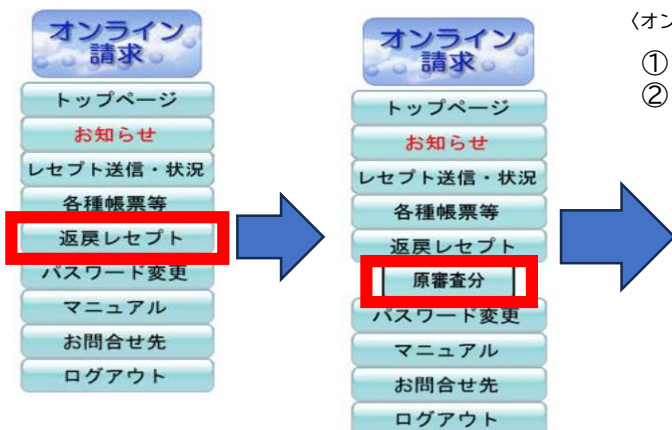 オンライン
請求
トップページ
お知らせ
レセプト送信・状況
各種帳票等
返戻レセプト
パスワード変更
マニュアル
お問合せ先
ログアウト
オンライン
請求
トップページ
お知らせ
レセプト送信・状況
各種帳票等
返戻レセプト
原審査分
パスワード変更
マニュアル
お問合せ先
ログアウト
〈オン
①
②